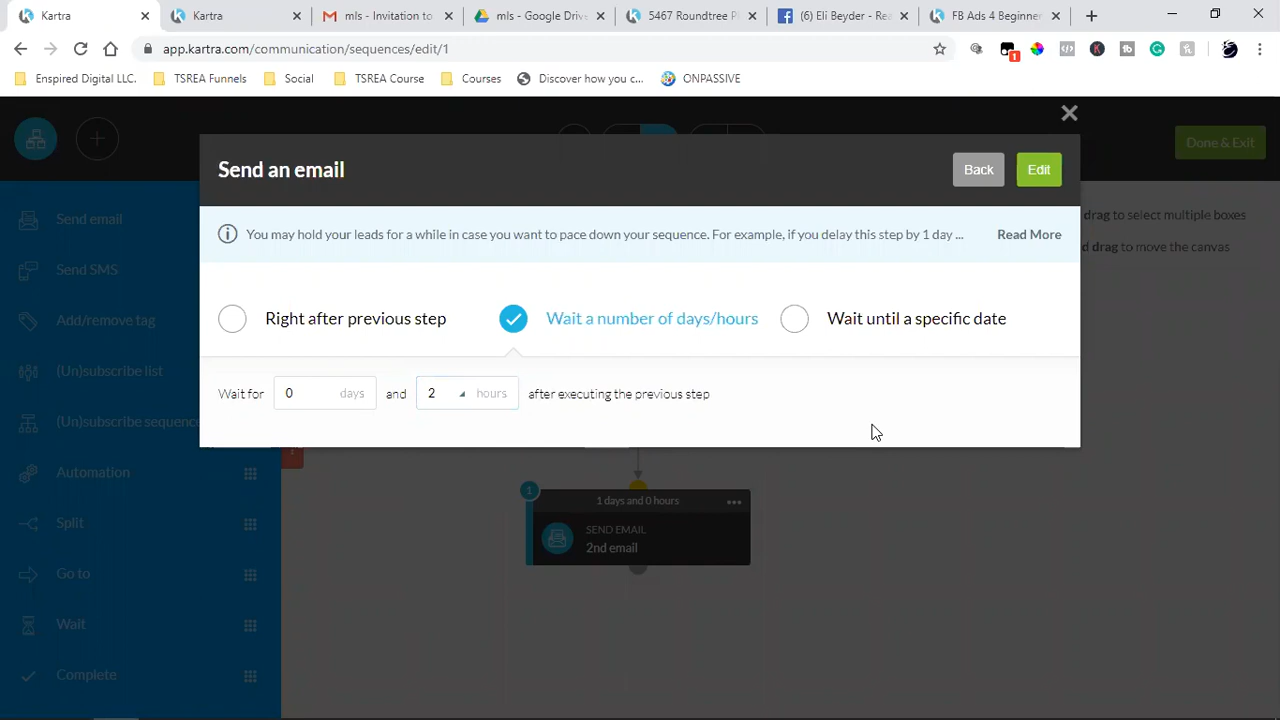 Kartra
Kartra
mls - Invitation to
mls - Google Driv
5467 Roundtree Pl
(6) Eli Beyder - Rea
FB Ads 4 Beginner
app.kartra.com/communication/sequences/edit/1
1
Enspired Digital LLC.
TSREA Funnels
Social
TSREA Course
Courses
Discover how you c...
ONPASSIVE
Done & Exit
Send an email
Back
Edit
You may hold your leads for a while in case you want to pace down your sequence. For example, if you delay this step by 1 day ...
Read More
drag to select multiple boxes
d drag to move the canvas
Right after previous step
Wait a number of days/hours
Wait until a specific date
Wait for 0 days and 2 hours after executing the previous step
Send email
Send SMS
Add/remove tag
(Un)subscribe list
(Un)subscribe sequenc
Automation
Split
Go to
Wait
Complete
1
1 days and 0 hours
SEND EMAIL
2nd email